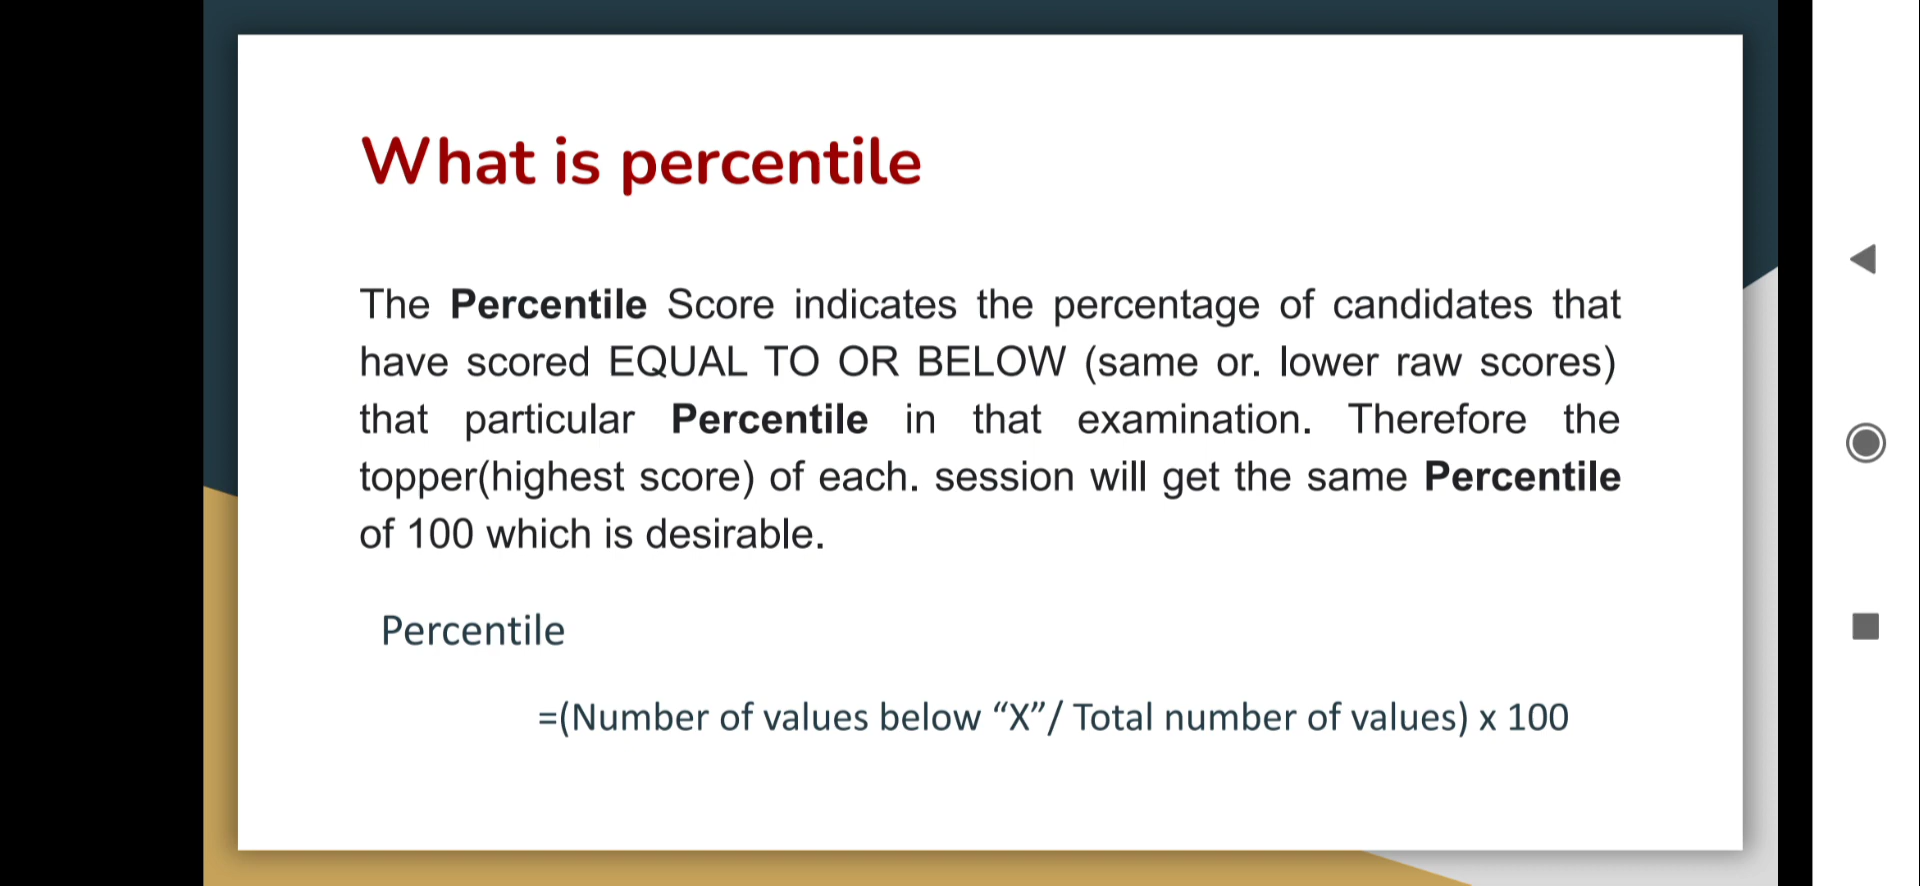 What is percentile
The Percentile Score indicates the percentage of candidates that
have scored EQUAL TO OR BELOW (same or. lower raw scores)
that particular Percentile in that examination. Therefore the
topper(highest score) of each. session will get the same Percentile
of 100 which is desirable.
Percentile
=(Number of values below “X”/ Total number of values) x 100